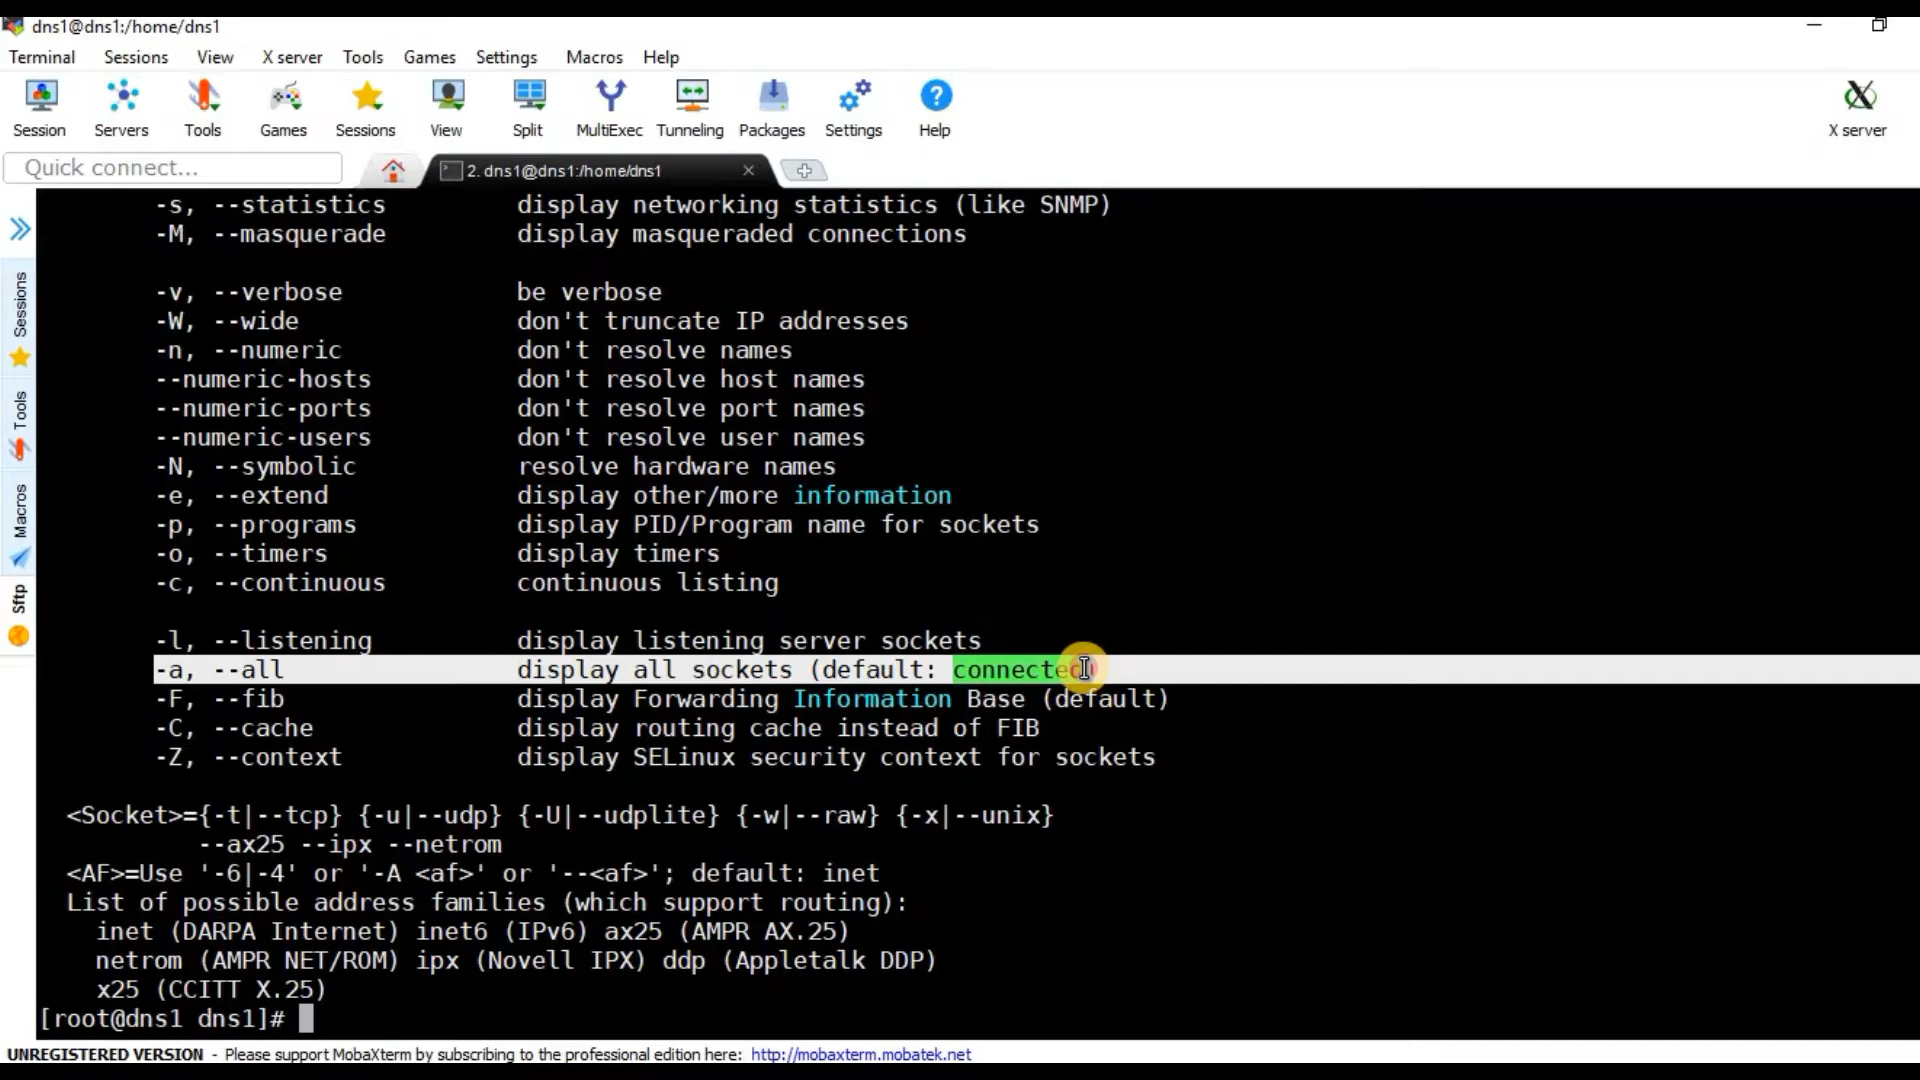 dns1@dns1:/home/dns1
Terminal Sessions View X server Tools Games Settings Macros Help
Session Servers Tools Games Sessions View Split MultiExec Tunneling Packages Settings Help X server
Quick connect...
2. dns1@dns1:/home/dns1
Sessions
Tools
Macros
Sftp
-s, --statistics display networking statistics (like SNMP)
-M, --masquerade display masqueraded connections
-v, --verbose be verbose
-W, --wide don't truncate IP addresses
-n, --numeric don't resolve names
--numeric-hosts don't resolve host names
--numeric-ports don't resolve port names
--numeric-users don't resolve user names
-N, --symbolic resolve hardware names
-e, --extend display other/more information
-p, --programs display PID/Program name for sockets
-o, --timers display timers
-c, --continuous continuous listing
-l, --listening display listening server sockets
-a, --all display all sockets (default: connected)
-F, --fib display Forwarding Information Base (default)
-C, --cache display routing cache instead of FIB
-Z, --context display SELinux security context for sockets
<Socket>={-t|--tcp} {-u|--udp} {-U|--udplite} {-w|--raw} {-x|--unix}
--ax25 --ipx --netrom
<AF>=Use '-6|-4' or '-A <af>' or '--<af>'; default: inet
List of possible address families (which support routing):
inet (DARPA Internet) inet6 (IPv6) ax25 (AMPR AX.25)
netrom (AMPR NET/ROM) ipx (Novell IPX) ddp (Appletalk DDP)
x25 (CCITT X.25)
[root@dns1 dns1]#
UNREGISTERED VERSION - Please support MobaXterm by subscribing to the professional edition here: http://mobaxterm.mobatek.net